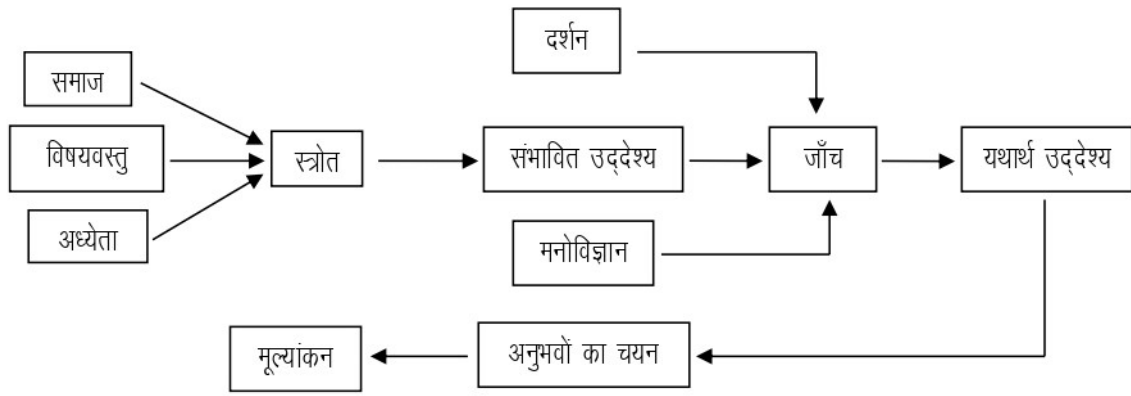 दर्शन
समाज
विषयवस्तु
स्त्रोत
संभावित उद्‌देश्य
जाँच
यथार्थ उद्‌देश्य
अध्येता
मनोविज्ञान
मूल्यांकन
अनुभवों का चयन